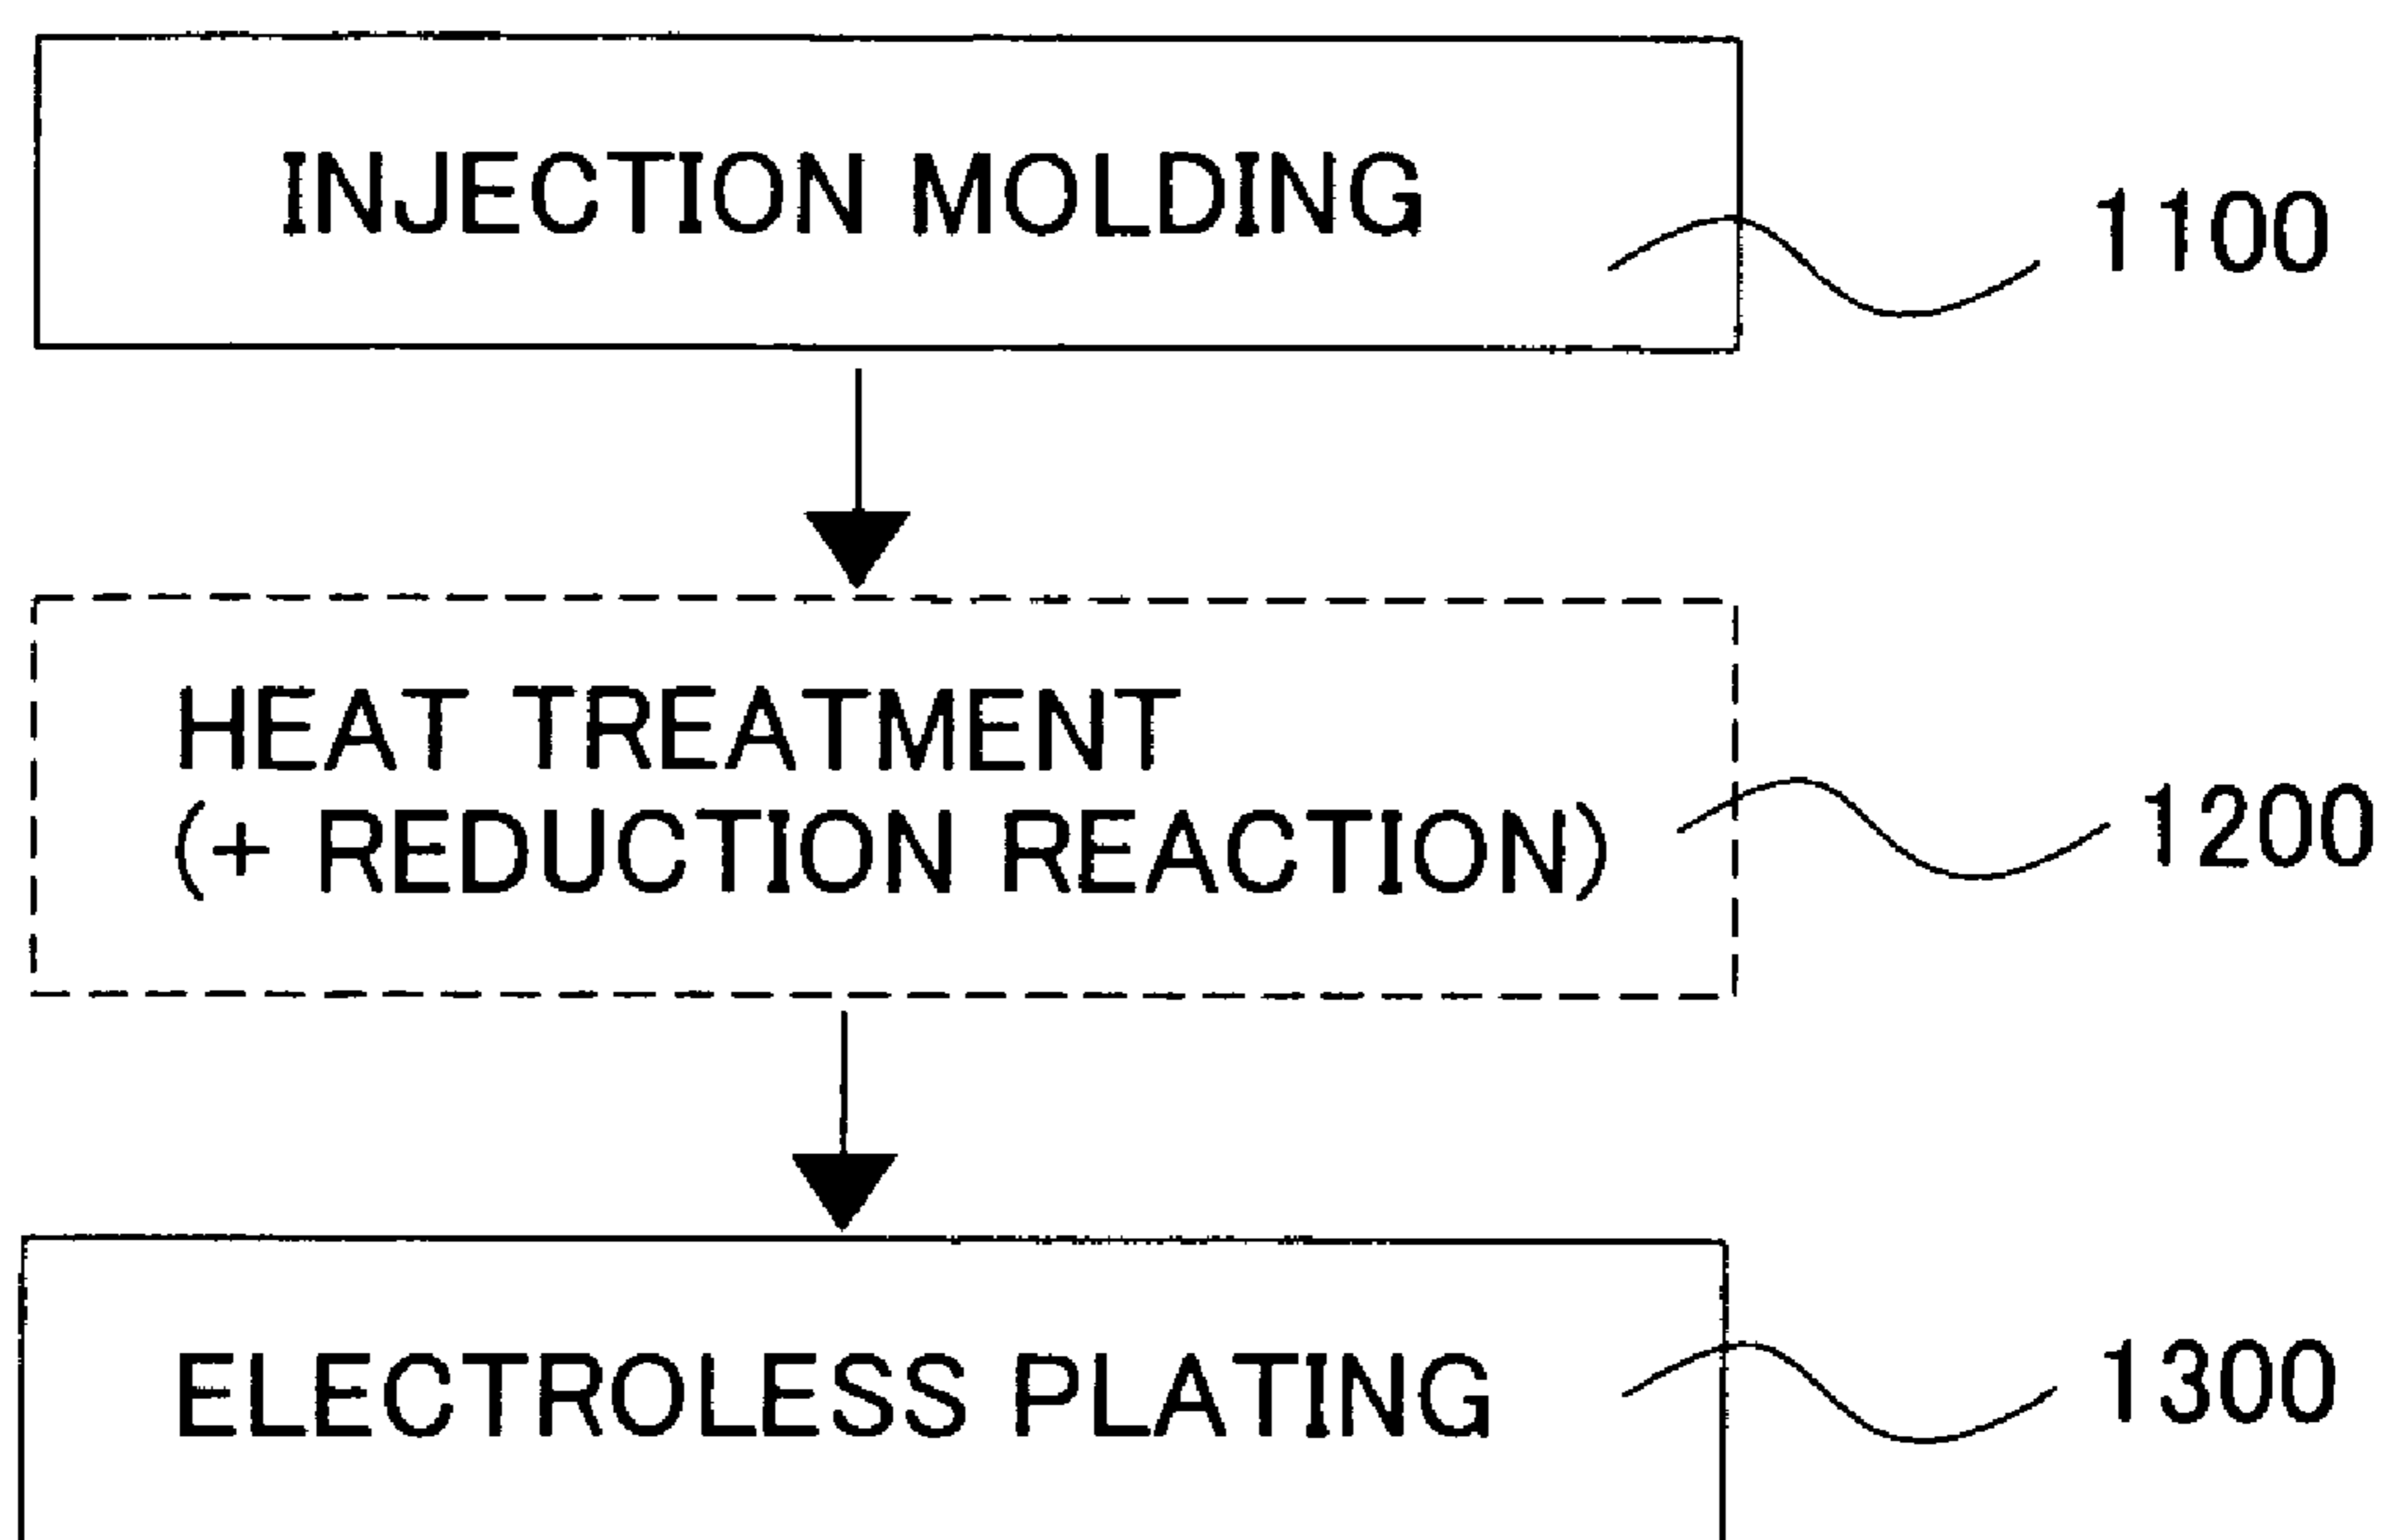 INJECTION MOLDING
1100
HEAT TREATMENT
(+ REDUCTION REACTION)
1200
ELECTROLESS PLATING
1300